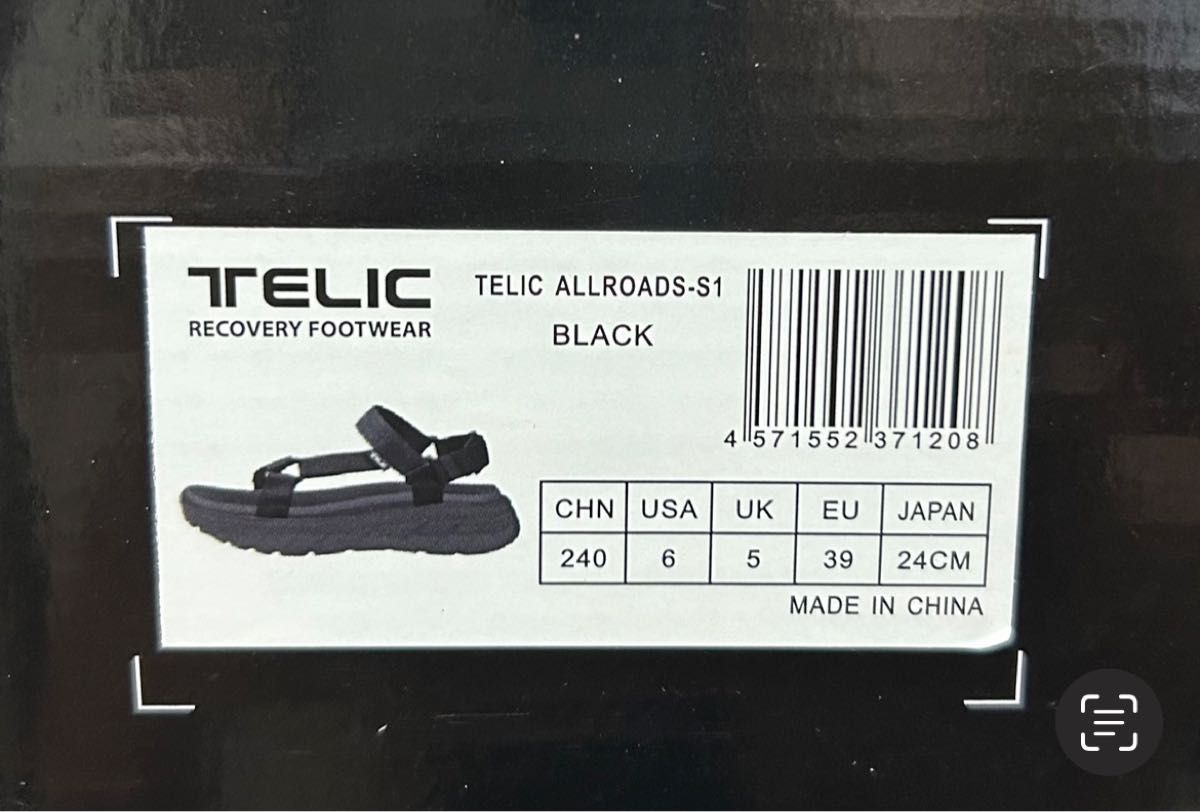 TELIC
RECOVERY FOOTWEAR
TELIC ALLROADS-S1
BLACK
4 571552 371208
CHN USA UK EU JAPAN
240 6 5 39 24CM
MADE IN CHINA